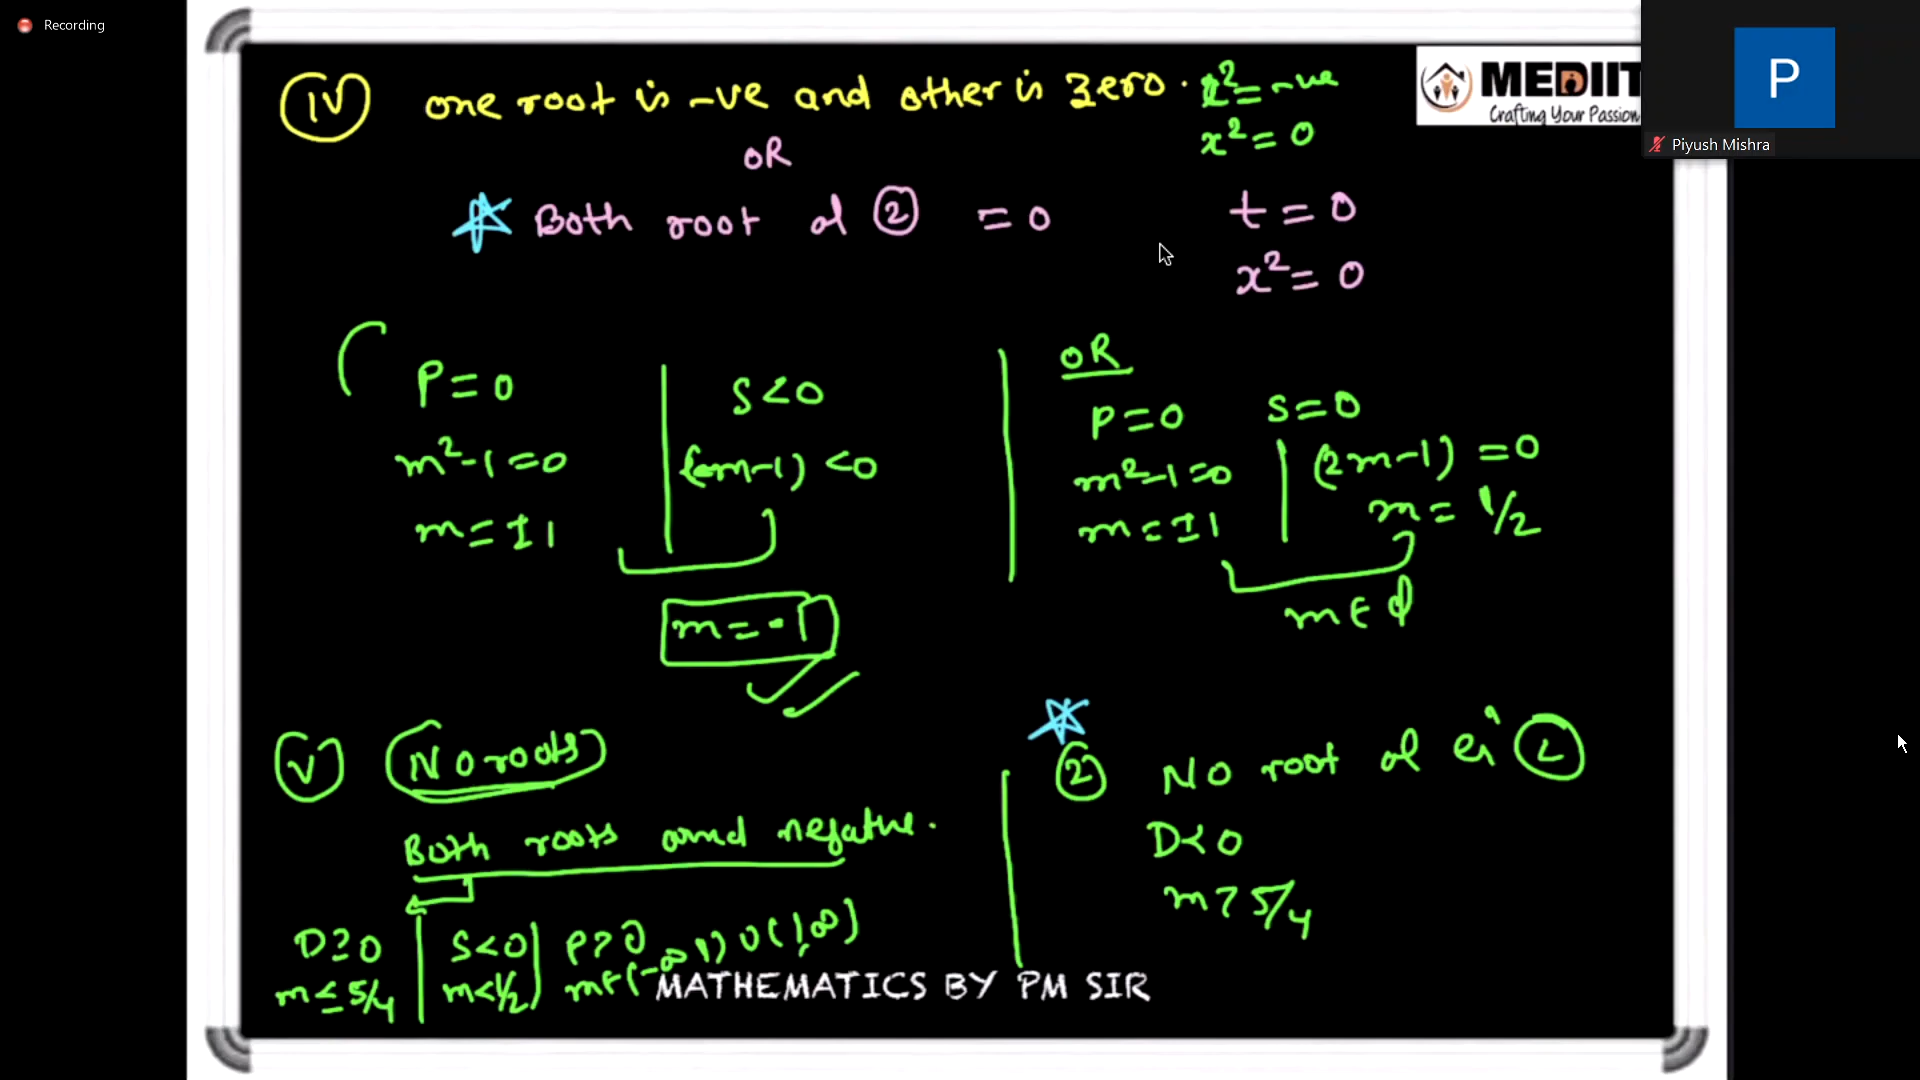 Recording
MEDIIT
Crafting Your Passion
P
Piyush Mishra
(IV) one root is -ve and other is zero. x²= -ve
x²= 0
OR
Both root of ② = 0
t = 0
x²= 0
P = 0
S < 0
m²-1=0
m-1) < 0
m = ±1
m = -1
OR
P = 0 S = 0
m²-1=0 (2m-1) = 0
m = ±1 m = 1/2
m ∈ ϕ
(V) (No roots)
Both roots are negative.
D ≥ 0 | S < 0 | P > 0
m ≤ 5/4 | m < 1/2 | m ∈ (-∞ 1) ∪ (1,∞)
② No root of ②
D < 0
m > 5/4
MATHEMATICS BY PM SIR